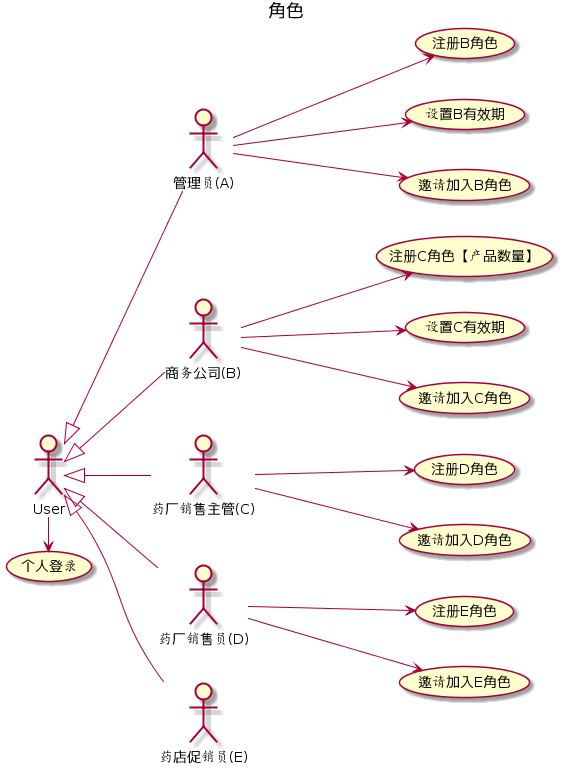 角色
注册B角色
设置B有效期
管理员(A)
邀请加入B角色
注册C角色【产品数量】
设置C有效期
商务公司(B)
邀请加入C角色
注册D角色
User
药厂销售主管(C)
邀请加入D角色
个人登录
注册E角色
药厂销售员(D)
邀请加入E角色
药店促销员(E)